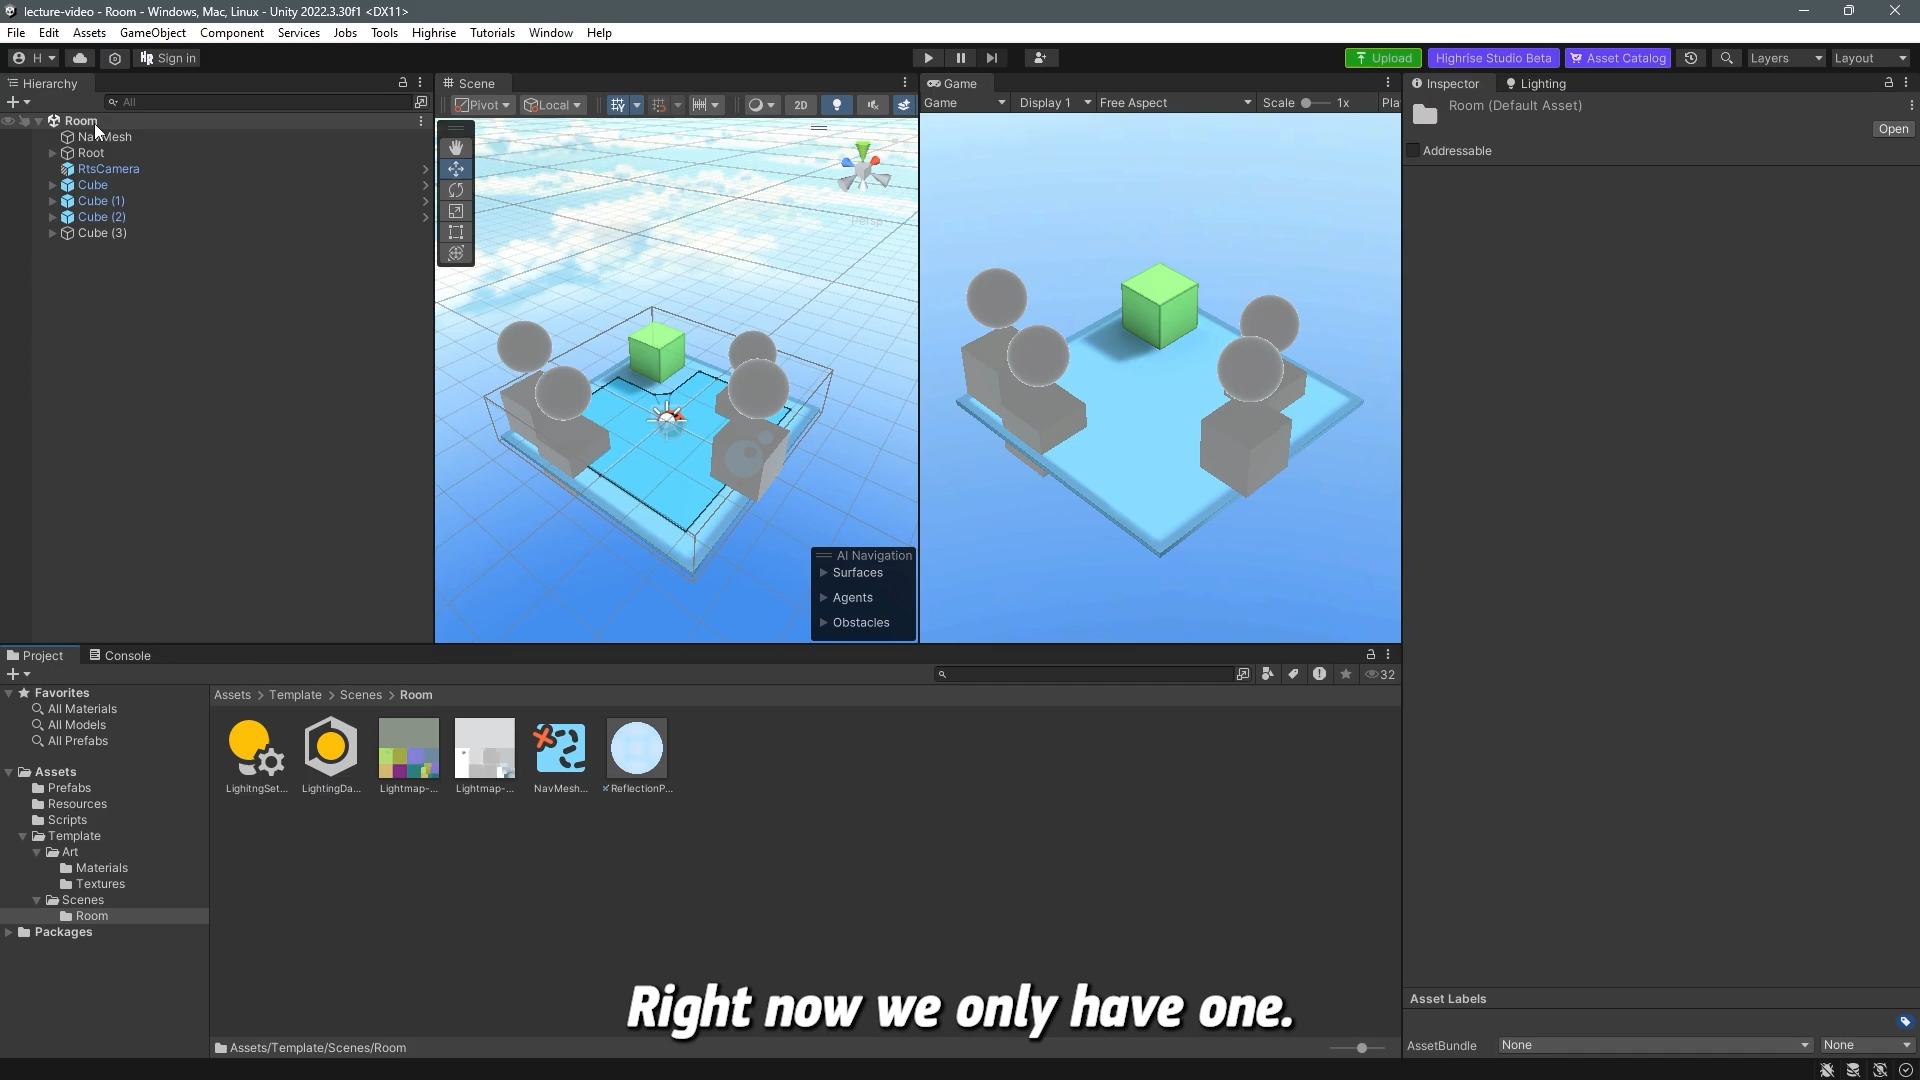 lecture-video - Room - Windows, Mac, Linux - Unity 2022.3.30f1 <DX11>
File Edit Assets GameObject Component Services Jobs Tools Highrise Tutorials Window Help
H Sign in Upload Highrise Studio Beta Asset Catalog Layers Layout
Hierarchy
All
Room
NavMesh
Root
RtsCamera
Cube
Cube (1)
Cube (2)
Cube (3)
Scene
Pivot Local 2D
Persp
AI Navigation
Surfaces
Agents
Obstacles
Game
Game Display 1 Free Aspect Scale 1x Pla
Inspector Lighting
Room (Default Asset)
Open
Addressable
Project Console
32
Favorites
All Materials
All Models
All Prefabs
Assets
Prefabs
Resources
Scripts
Template
Art
Materials
Textures
Scenes
Room
Packages
Assets > Template > Scenes > Room
LighitngSet... LightingDa... Lightmap-... Lightmap-... NavMesh... ReflectionP...
Right now we only have one.
Assets/Template/Scenes/Room
Asset Labels
AssetBundle None None